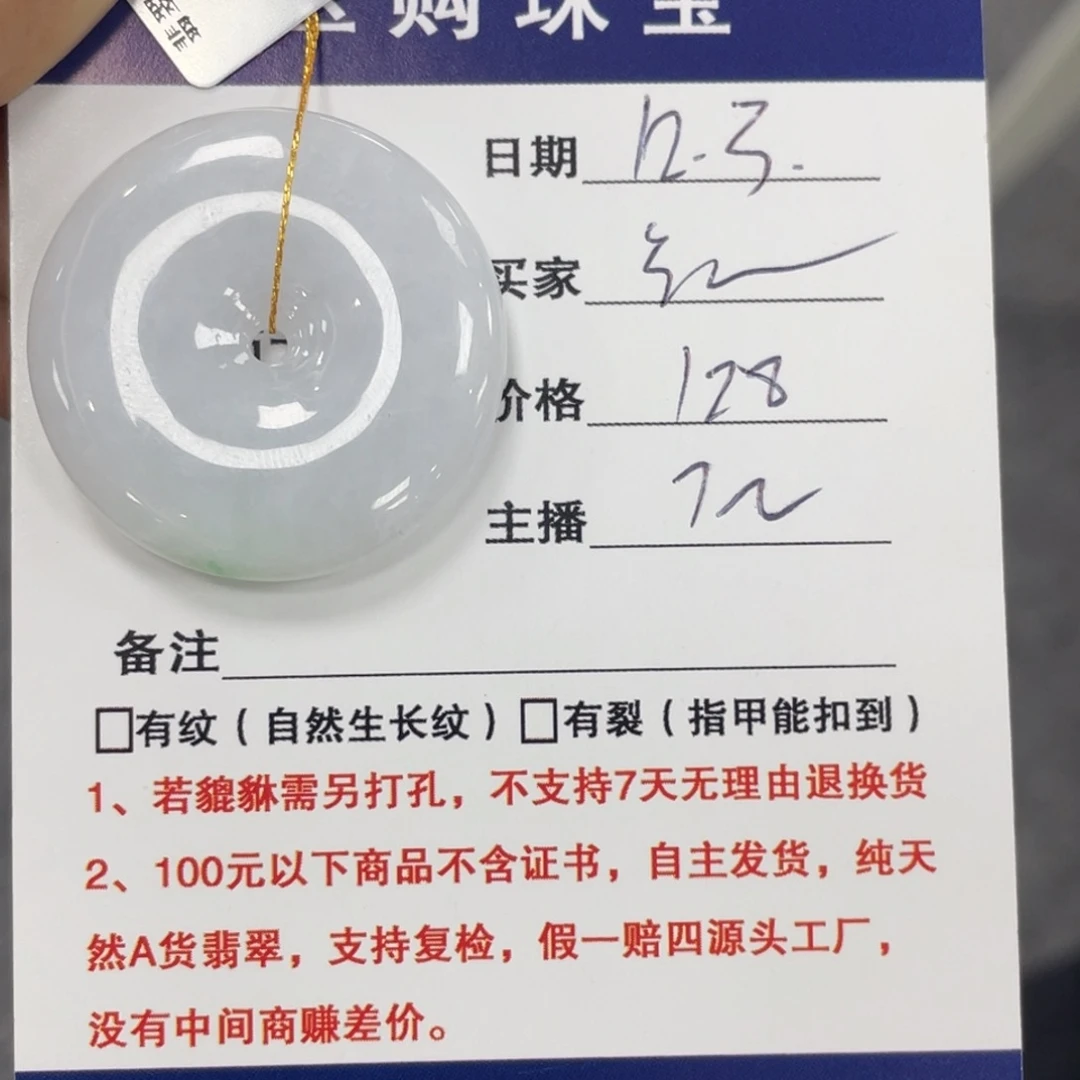 购珠宝
日期 12.3.
买家
价格 128
主播
备注
□有纹（自然生长纹）□有裂（指甲能扣到）
1、若貔貅需另打孔，不支持7天无理由退换货
2、100元以下商品不含证书，自主发货，纯天
然A货翡翠，支持复检，假一赔四源头工厂，
没有中间商赚差价。